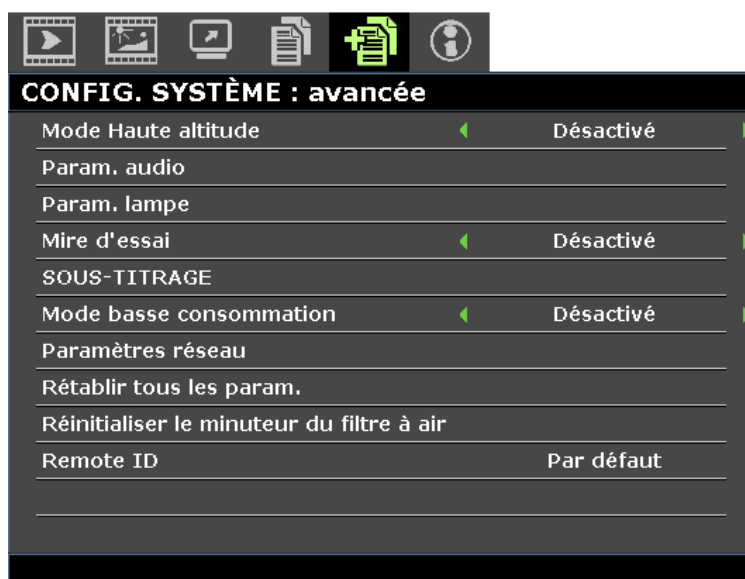 CONFIG. SYSTÈME : avancée
Mode Haute altitude Désactivé
Param. audio
Param. lampe
Mire d'essai Désactivé
SOUS-TITRAGE
Mode basse consommation Désactivé
Paramètres réseau
Rétablir tous les param.
Réinitialiser le minuteur du filtre à air
Remote ID Par défaut